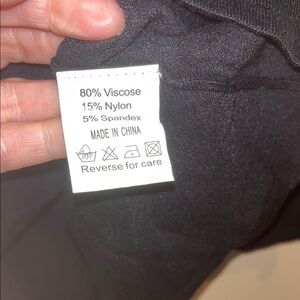 80% Viscose
15% Nylon
5% Spandex
MADE IN CHINA
Reverse for care